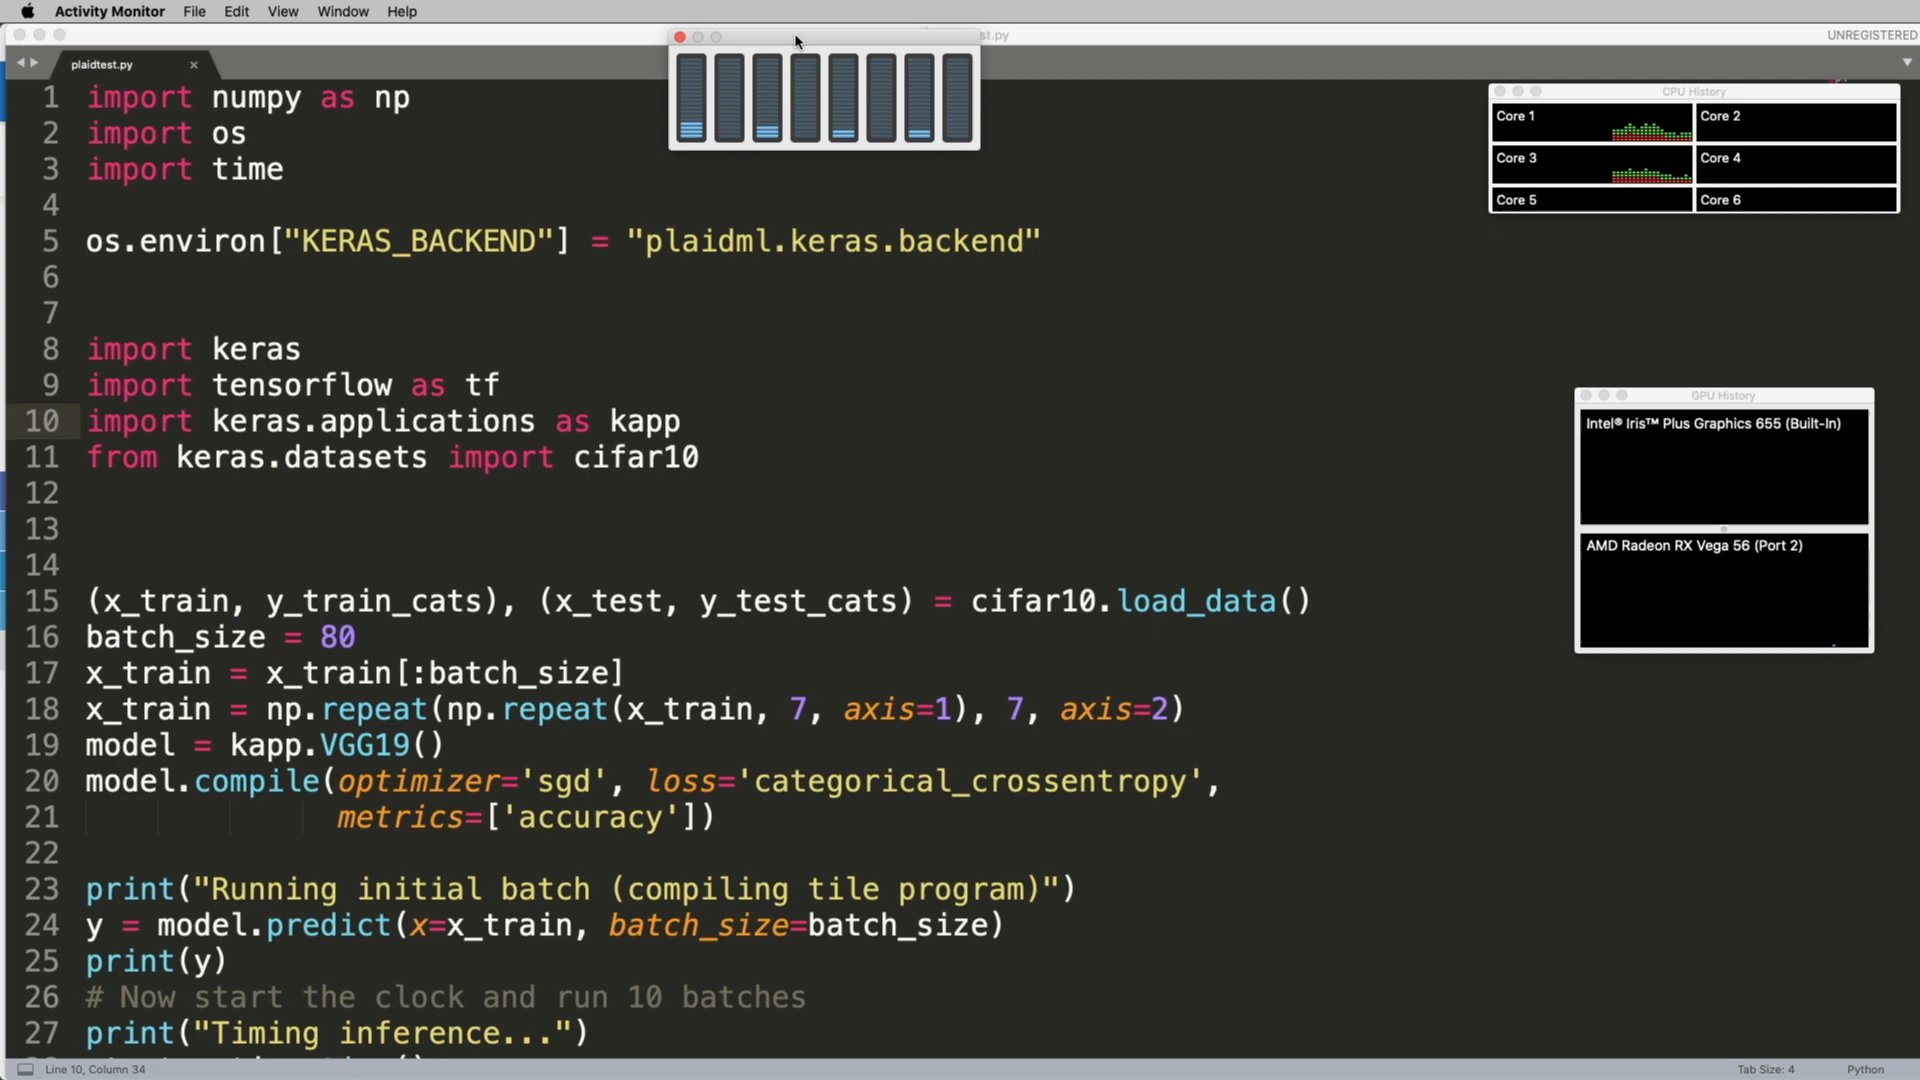 Activity Monitor File Edit View Window Help
st.py
UNREGISTERED
plaidtest.py
1 import numpy as np
2 import os
3 import time
4
5 os.environ["KERAS_BACKEND"] = "plaidml.keras.backend"
6
7
8 import keras
9 import tensorflow as tf
10 import keras.applications as kapp
11 from keras.datasets import cifar10
12
13
14
15 (x_train, y_train_cats), (x_test, y_test_cats) = cifar10.load_data()
16 batch_size = 80
17 x_train = x_train[:batch_size]
18 x_train = np.repeat(np.repeat(x_train, 7, axis=1), 7, axis=2)
19 model = kapp.VGG19()
20 model.compile(optimizer='sgd', loss='categorical_crossentropy',
21 metrics=['accuracy'])
22
23 print("Running initial batch (compiling tile program)")
24 y = model.predict(x=x_train, batch_size=batch_size)
25 print(y)
26 # Now start the clock and run 10 batches
27 print("Timing inference...")
CPU History
Core 1 Core 2
Core 3 Core 4
Core 5 Core 6
GPU History
Intel® Iris™ Plus Graphics 655 (Built-In)
AMD Radeon RX Vega 56 (Port 2)
Line 10, Column 34
Tab Size: 4
Python